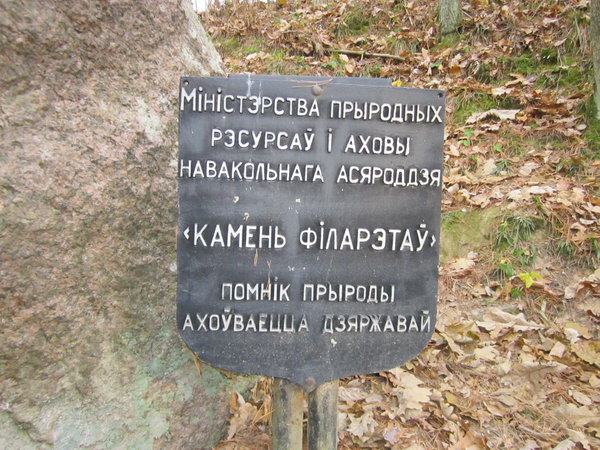 Міністэрства прыродных
рэсурсаў і аховы
навакольнага асяроддзя
«Камень філарэтаў»
помнік прыроды
ахоўваецца дзяржавай